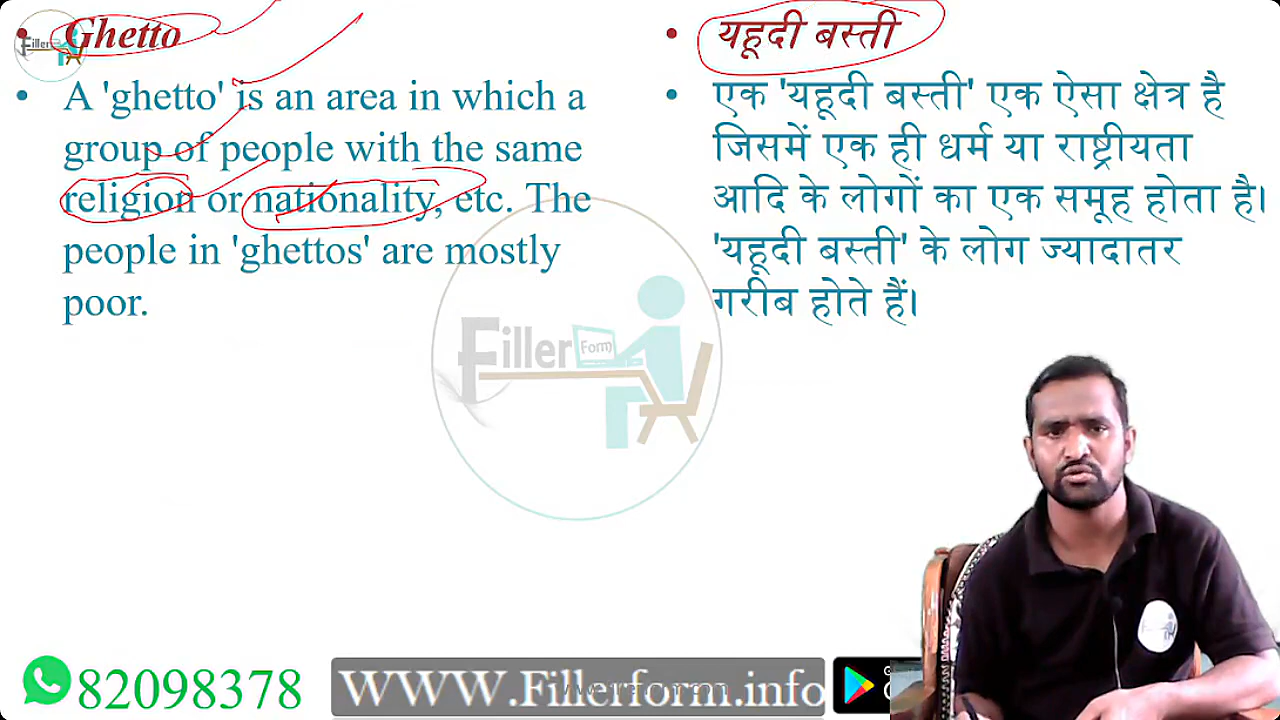 Ghetto
A 'ghetto' is an area in which a
group of people with the same
religion or nationality, etc. The
people in 'ghettos' are mostly
poor.
यहूदी बस्ती
एक 'यहूदी बस्ती' एक ऐसा क्षेत्र है
जिसमें एक ही धर्म या राष्ट्रीयता
आदि के लोगों का एक समूह होता है।
'यहूदी बस्ती' के लोग ज्यादातर
गरीब होते हैं।
Filler Form
82098378
WWW.Fillerform.info